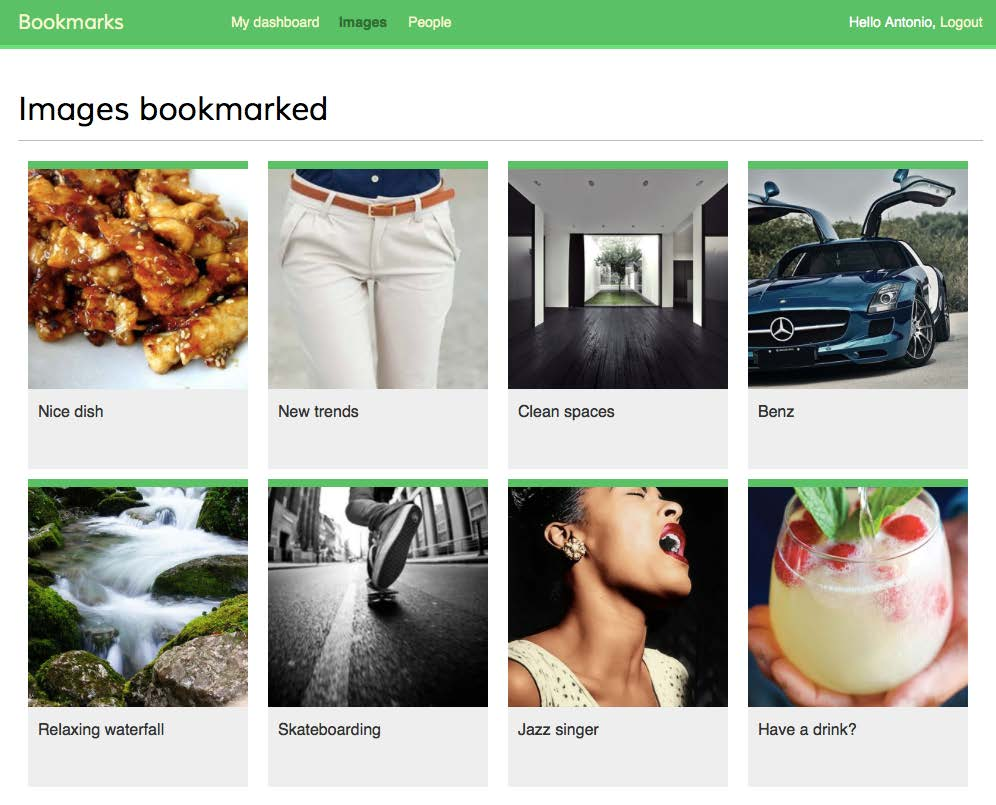 Bookmarks My dashboard Images People Hello Antonio, Logout
Images bookmarked
Nice dish New trends Clean spaces Benz
Relaxing waterfall Skateboarding Jazz singer Have a drink?